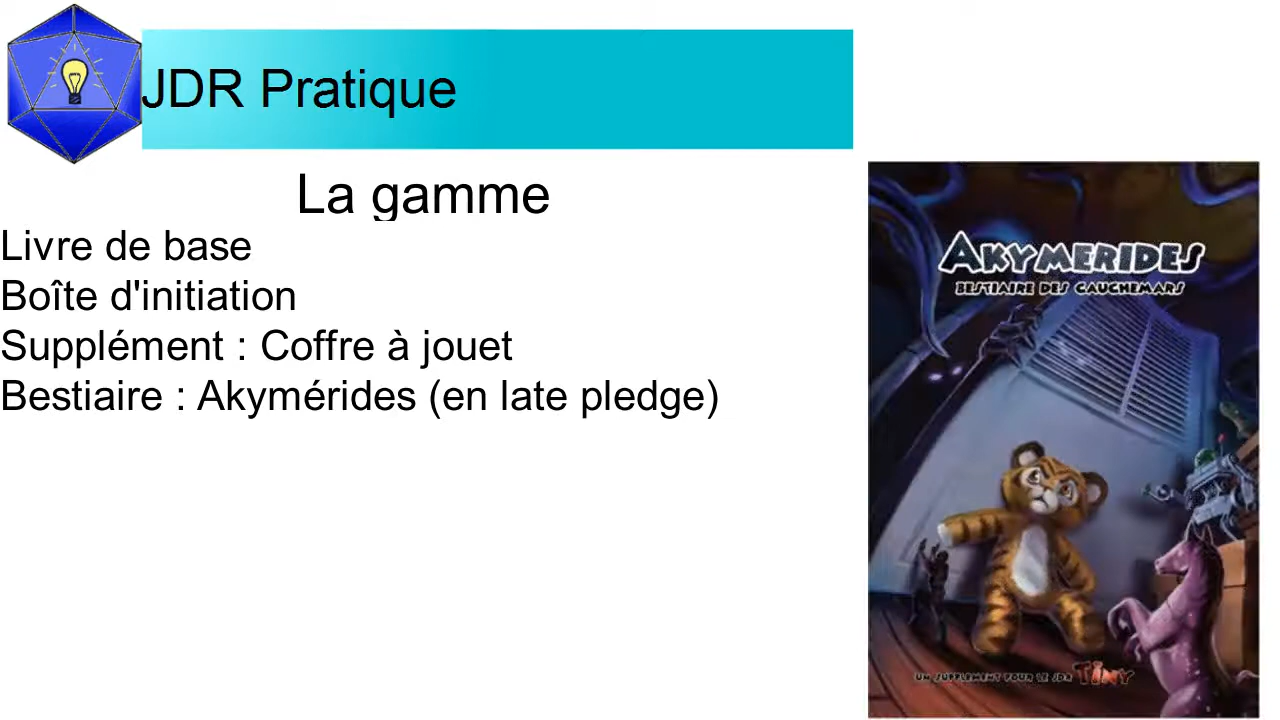 JDR Pratique
La gamme
Livre de base
Boîte d'initiation
Supplément : Coffre à jouet
Bestiaire : Akymérides (en late pledge)
AKYMERIDES
BESTIAIRE DES CAUCHEMARS
UN SUPPLEMENT POUR LE JDR TINY